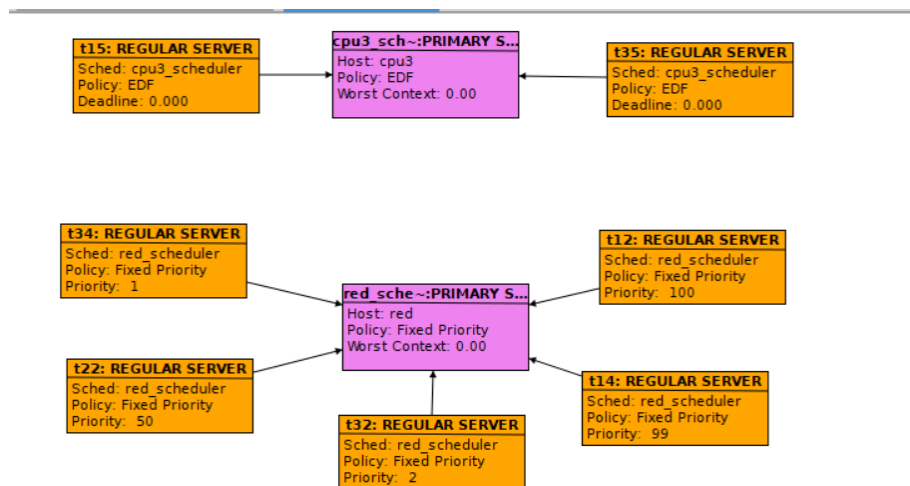 t15: REGULAR SERVER
Sched: cpu3_scheduler
Policy: EDF
Deadline: 0.000
cpu3_sch~:PRIMARY S...
Host: cpu3
Policy: EDF
Worst Context: 0.00
t35: REGULAR SERVER
Sched: cpu3_scheduler
Policy: EDF
Deadline: 0.000
t34: REGULAR SERVER
Sched: red_scheduler
Policy: Fixed Priority
Priority: 1
t12: REGULAR SERVER
Sched: red_scheduler
Policy: Fixed Priority
Priority: 100
red_sche~:PRIMARY S...
Host: red
Policy: Fixed Priority
Worst Context: 0.00
t22: REGULAR SERVER
Sched: red_scheduler
Policy: Fixed Priority
Priority: 50
t14: REGULAR SERVER
Sched: red_scheduler
Policy: Fixed Priority
Priority: 99
t32: REGULAR SERVER
Sched: red_scheduler
Policy: Fixed Priority
Priority: 2